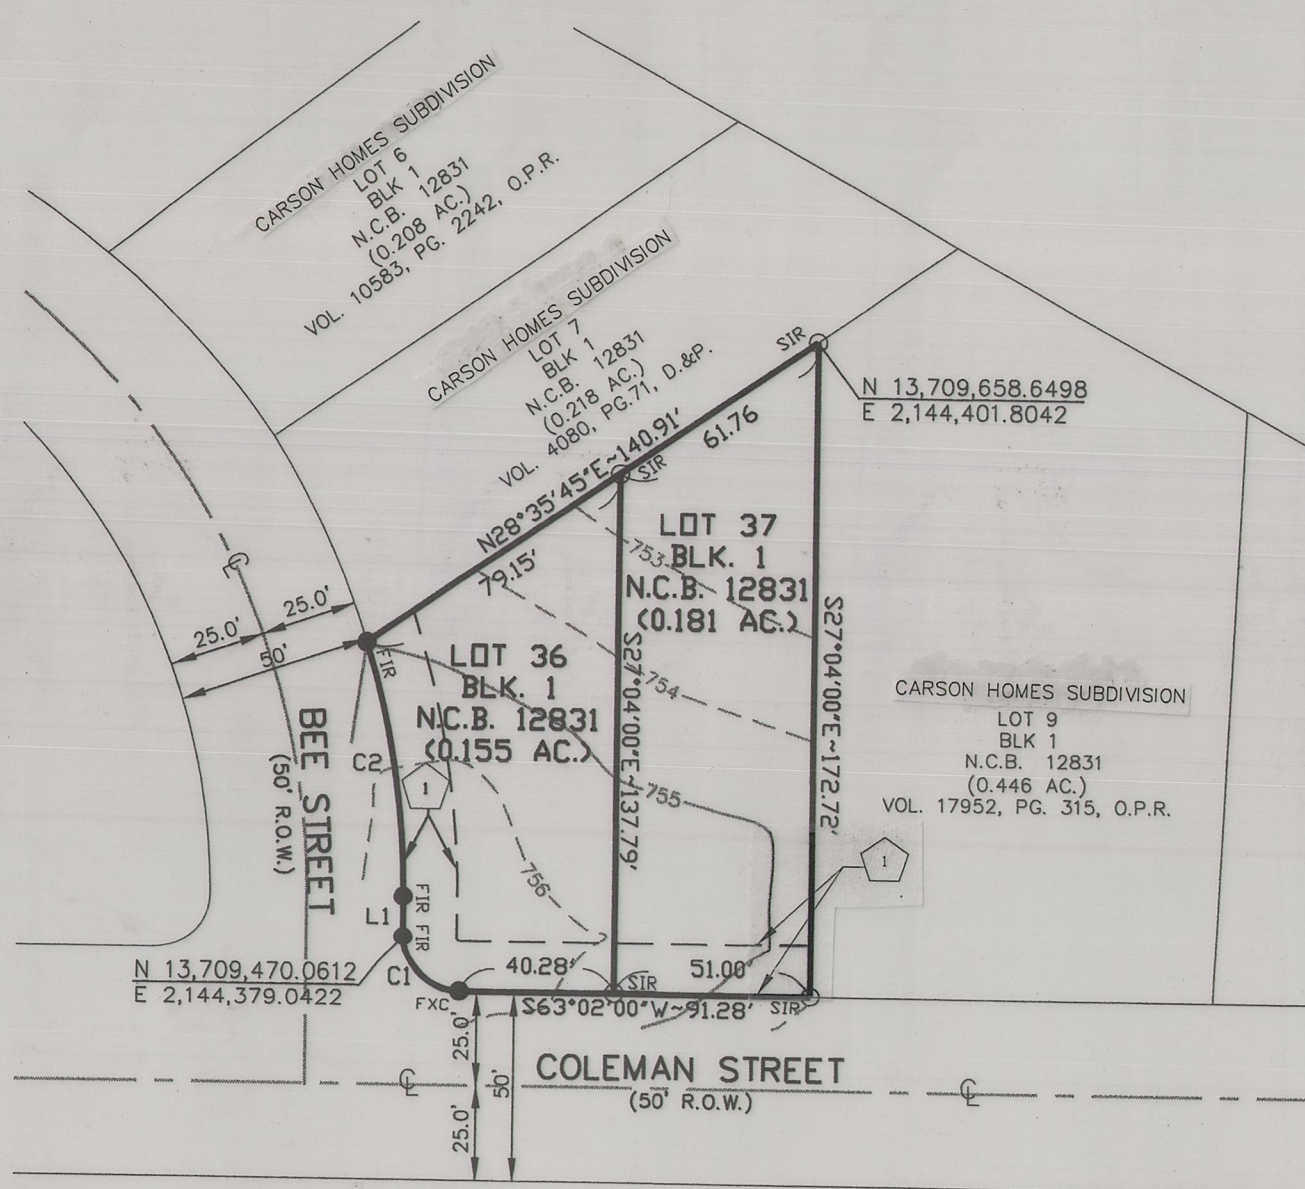 CARSON HOMES SUBDIVISION
LOT 6
BLK 1
N.C.B. 12831
(0.208 AC.)
VOL. 10583, PG. 2242, O.P.R.
CARSON HOMES SUBDIVISION
LOT 7
BLK 1
N.C.B. 12831
(0.218 AC.)
VOL. 4080, PG.71, D.&P.
SIR
N 13,709,658.6498
E 2,144,401.8042
N28°35'45"E~140.91'
61.76
SIR
79.15'
LOT 37
BLK. 1
N.C.B. 12831
(0.181 AC.)
753
754
755
756
S27°04'00"E~172.72'
S27°04'00"E~137.79'
LOT 36
BLK. 1
N.C.B. 12831
(0.155 AC.)
CARSON HOMES SUBDIVISION
LOT 9
BLK 1
N.C.B. 12831
(0.446 AC.)
VOL. 17952, PG. 315, O.P.R.
CL
25.0'
25.0'
50'
FIR
C2
1
1
BEE STREET
(50' R.O.W.)
FIR
L1
FIR
N 13,709,470.0612
E 2,144,379.0422
C1
FXC
40.28'
51.00'
SIR
SIR
S63°02'00"W~91.28'
25.0'
50'
25.0'
COLEMAN STREET
(50' R.O.W.)
CL
CL